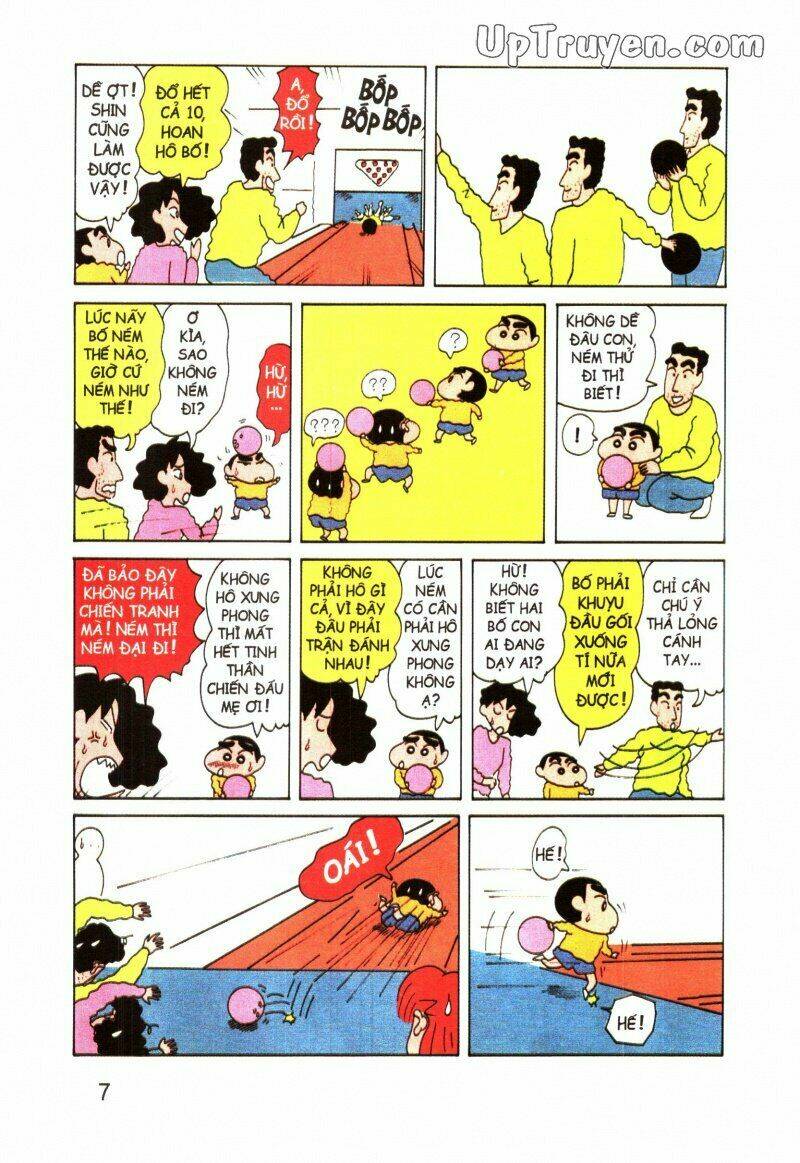 UpTruyen.com
BỐP
BỐP BỐP
A,
ĐỔ
RỒI!
ĐỔ HẾT
CẢ 10,
HOAN
HÔ BỐ!
DỄ ỢT!
SHIN
CŨNG
LÀM
ĐƯỢC
VẬY!
KHÔNG DỄ
ĐÂU CON,
NÉM THỬ
ĐI THÌ
BIẾT!
!
?
??
???
HỪ,
HỪ
...
Ơ
KÌA,
SAO
KHÔNG
NÉM
ĐI?
LÚC NÃY
BỐ NÉM
THẾ NÀO,
GIỜ CỨ
NÉM NHƯ
THẾ!
CHỈ CẦN
CHÚ Ý
THẢ LỎNG
CÁNH
TAY...
BỐ PHẢI
KHUỴU
ĐẦU GỐI
XUỐNG
TÍ NỮA
MỚI
ĐƯỢC!
HỪ!
KHÔNG
BIẾT HAI
BỐ CON
AI ĐANG
DẠY AI?
LÚC
NÉM
CÓ CẦN
PHẢI HÔ
XUNG
PHONG
KHÔNG
Ạ?
KHÔNG
PHẢI HÔ GÌ
CẢ, VÌ ĐÂY
ĐÂU PHẢI
TRẬN ĐÁNH
NHAU!
KHÔNG
HÔ XUNG
PHONG
THÌ MẤT
HẾT TINH
THẦN
CHIẾN ĐẤU
MẸ ƠI!
ĐÃ BẢO ĐÂY
KHÔNG PHẢI
CHIẾN TRANH
MÀ! NÉM THÌ
NÉM ĐẠI ĐI!
HẾ!
HẾ!
OÁI!
7